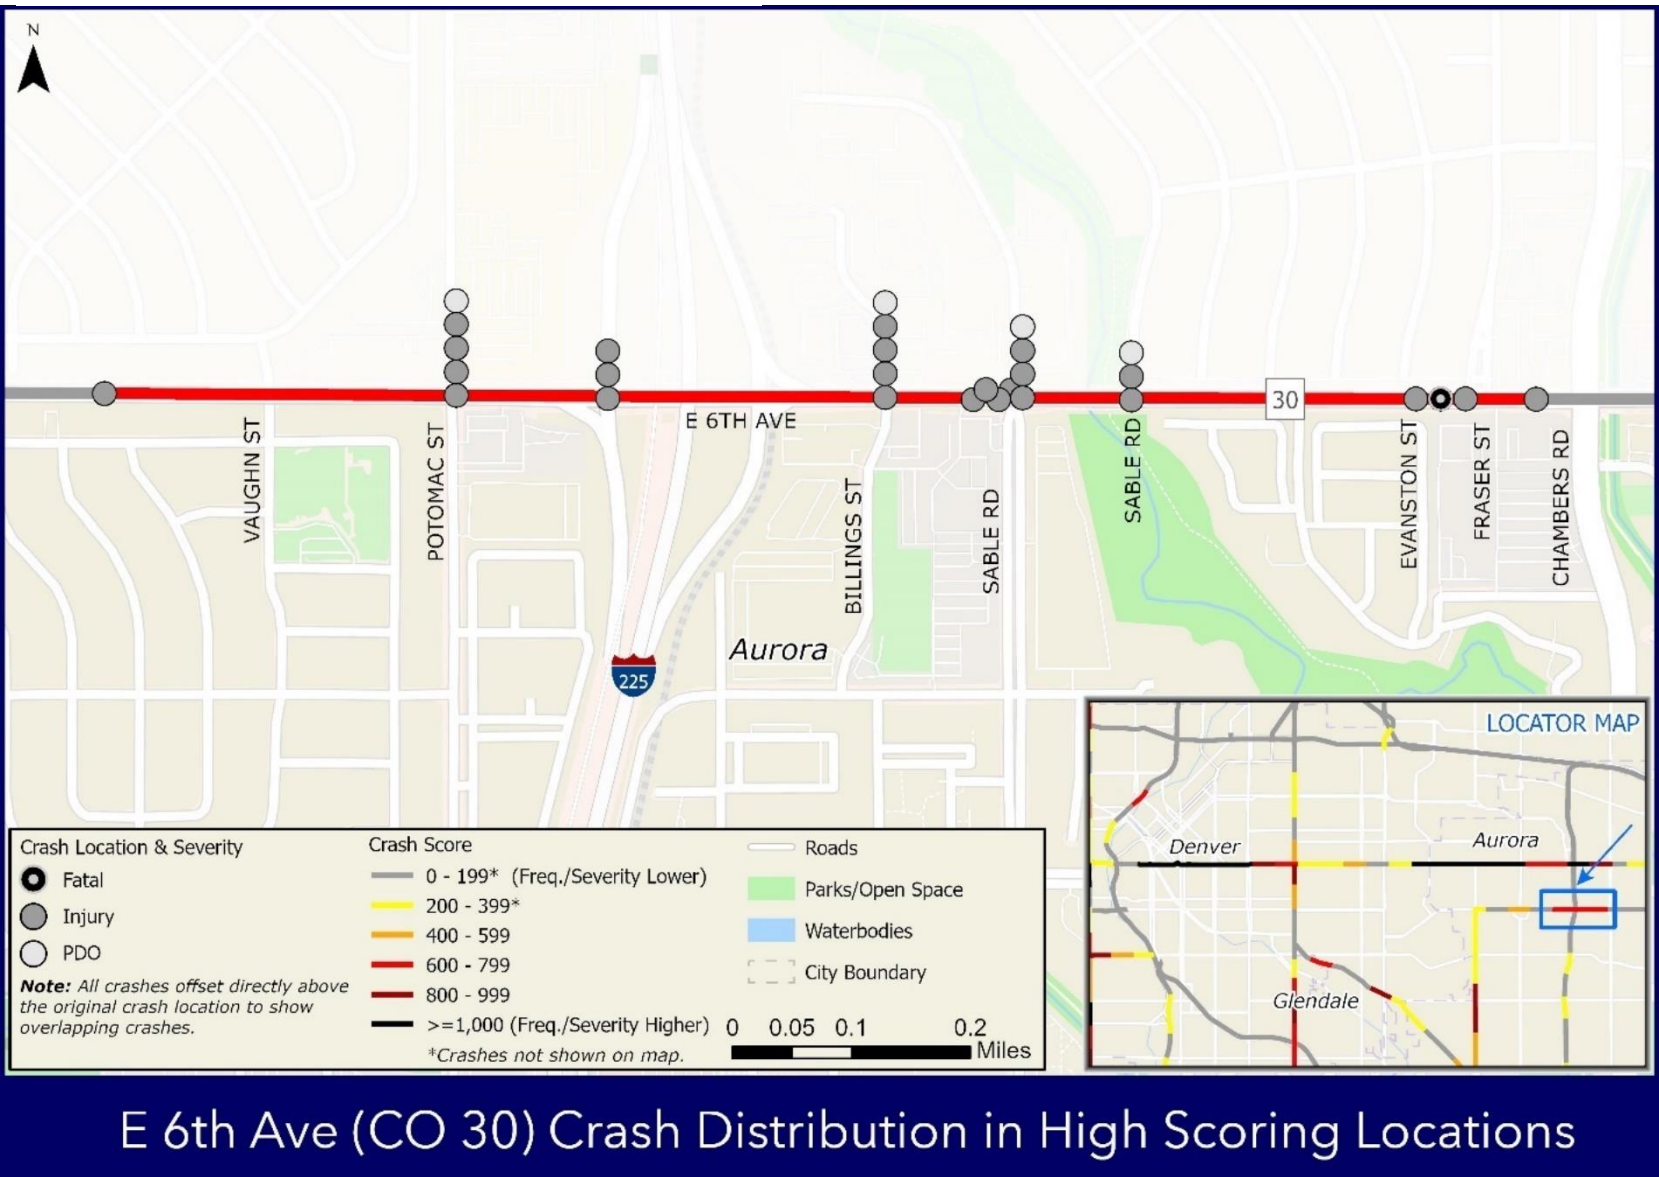 N
30
E 6TH AVE
VAUGHN ST
POTOMAC ST
BILLINGS ST
SABLE RD
SABLE RD
EVANSTON ST
FRASER ST
CHAMBERS RD
Aurora
225
LOCATOR MAP
Denver
Aurora
Glendale
Crash Location & Severity
Fatal
Injury
PDO
Note: All crashes offset directly above
the original crash location to show
overlapping crashes.
Crash Score
0 - 199* (Freq./Severity Lower)
200 - 399*
400 - 599
600 - 799
800 - 999
>=1,000 (Freq./Severity Higher)
*Crashes not shown on map.
Roads
Parks/Open Space
Waterbodies
City Boundary
0 0.05 0.1 0.2
Miles
E 6th Ave (CO 30) Crash Distribution in High Scoring Locations